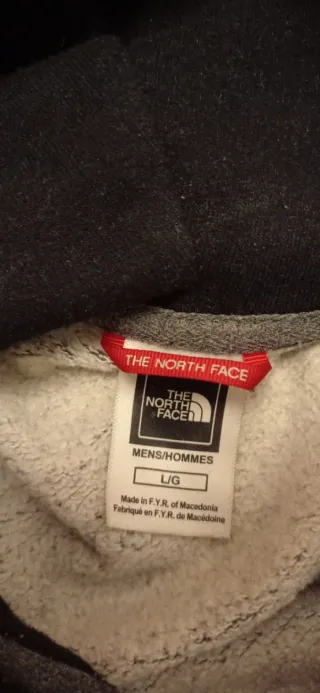 THE NORTH FACE
THE
NORTH
FACE
MENS/HOMMES
L/G
Made in F.Y.R. of Macedonia
Fabriqué en F.Y.R. de Macédoine